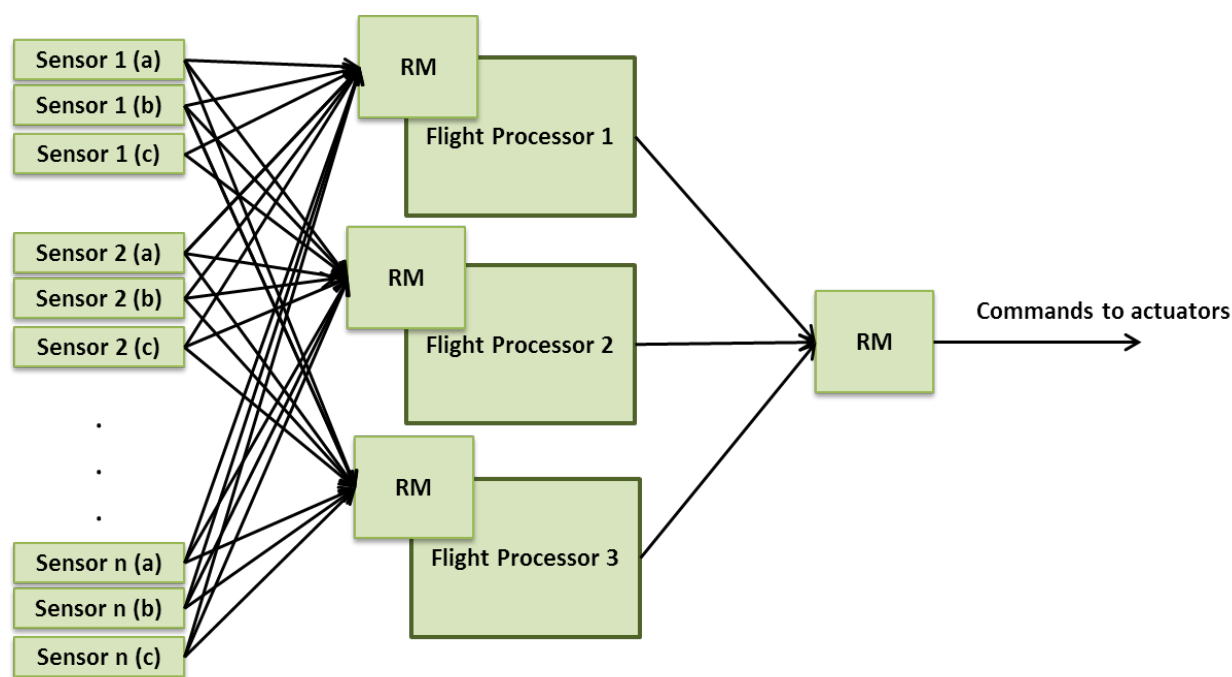 Sensor 1 (a)
Sensor 1 (b)
Sensor 1 (c)
Sensor 2 (a)
Sensor 2 (b)
Sensor 2 (c)
.
.
.
Sensor n (a)
Sensor n (b)
Sensor n (c)
RM
Flight Processor 1
RM
Flight Processor 2
RM
Flight Processor 3
RM
Commands to actuators